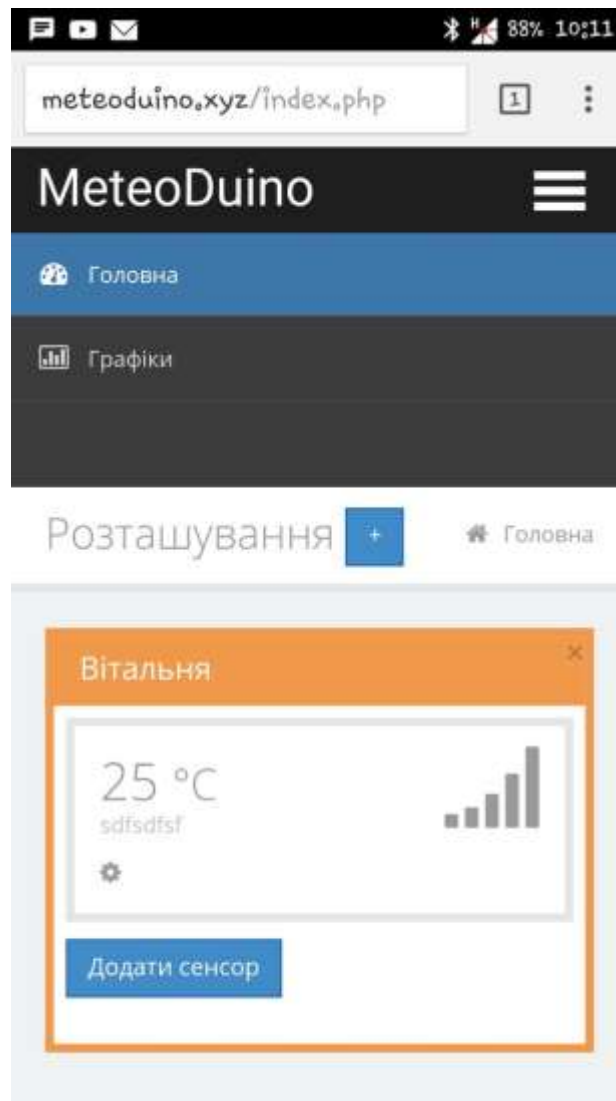 H 88% 10:11
meteoduino.xyz/index.php 1
MeteoDuino
Головна
Графіки
Розташування + Головна
Вітальня ×
25 °C
sdfsdfsf
Додати сенсор